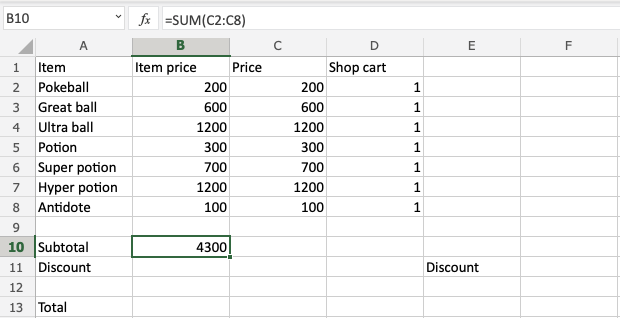 B10 fx =SUM(C2:C8)
A B C D E F
1 Item Item price Price Shop cart
2 Pokeball 200 200 1
3 Great ball 600 600 1
4 Ultra ball 1200 1200 1
5 Potion 300 300 1
6 Super potion 700 700 1
7 Hyper potion 1200 1200 1
8 Antidote 100 100 1
9
10 Subtotal 4300
11 Discount Discount
12
13 Total